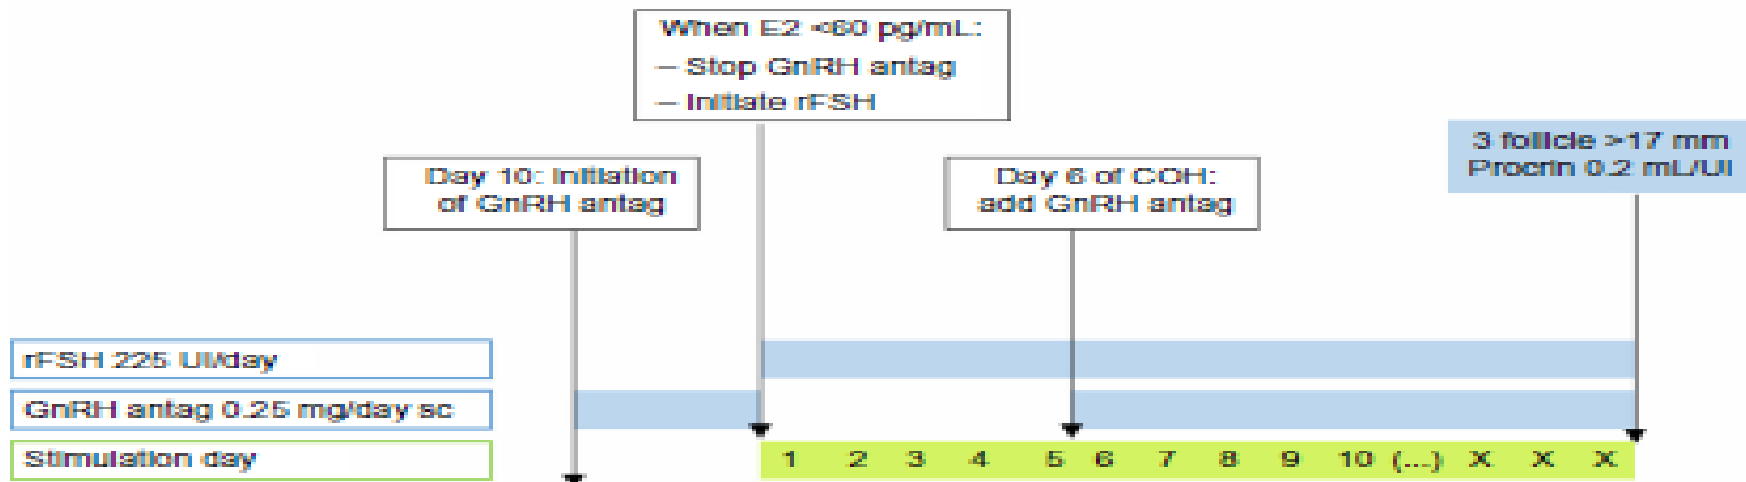 When E2 <60 pg/mL:
– Stop GnRH antag
– Initiate rFSH
Day 10: Initiation
of GnRH antag
Day 6 of COH:
add GnRH antag
3 follicle >17 mm
Procrin 0.2 mL/UI
rFSH 225 UI/day
GnRH antag 0.25 mg/day sc
Stimulation day
1 2 3 4 5 6 7 8 9 10 (...) X X X